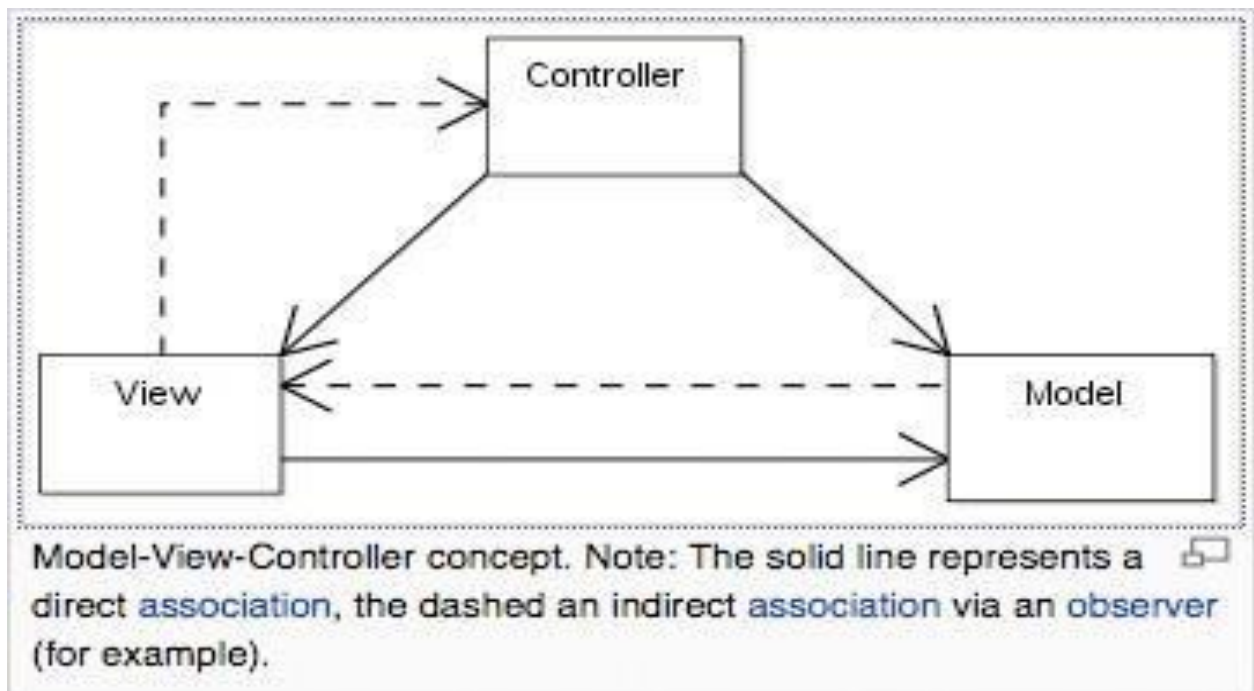 Controller
View
Model
Model-View-Controller concept. Note: The solid line represents a
direct association, the dashed an indirect association via an observer
(for example).